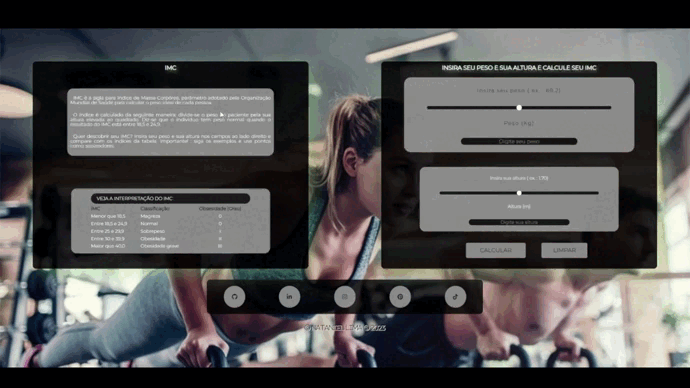 IMC
IMC é a sigla para Índice de Massa Corpórea, parâmetro adotado pela Organização
Mundial de Saúde para calcular o peso ideal de cada pessoa.
O índice é calculado da seguinte maneira: divide-se o peso do paciente pela sua
altura elevada ao quadrado. Diz-se que o indivíduo tem peso normal quando o
resultado do IMC está entre 18,5 e 24,9.
Quer descobrir seu IMC? Insira seu peso e sua altura nos campos ao lado direito e
compare com os índices da tabela. Importante: siga os exemplos e use pontos
como separador.
VEJA A INTERPRETAÇÃO DO IMC
IMC Classificação Obesidade (Grau)
Menor que 18,5 Magreza 0
Entre 18,5 e 24,9 Normal 0
Entre 25 e 29,9 Sobrepeso I
Entre 30 e 39,9 Obesidade II
Maior que 40,0 Obesidade grave III
INSIRA SEU PESO E SUA ALTURA E CALCULE SEU IMC
Insira seu peso ( ex. : 69.2)
Peso (Kg)
Digite seu peso
Insira sua altura ( ex. : 1.70)
Altura (m)
Digite sua altura
CALCULAR
LIMPAR